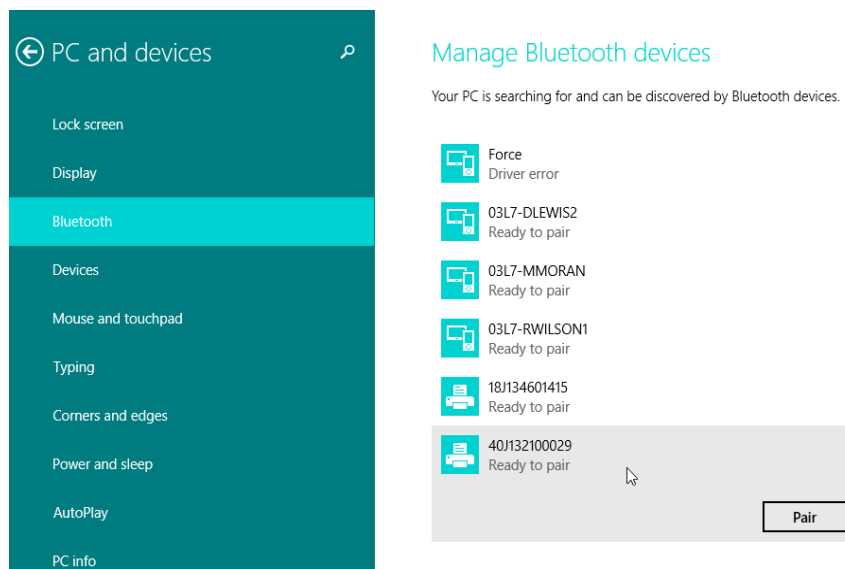 PC and devices
Lock screen
Display
Bluetooth
Devices
Mouse and touchpad
Typing
Corners and edges
Power and sleep
AutoPlay
PC info
Manage Bluetooth devices
Your PC is searching for and can be discovered by Bluetooth devices.
Force
Driver error
03L7-DLEWIS2
Ready to pair
03L7-MMORAN
Ready to pair
03L7-RWILSON1
Ready to pair
18J134601415
Ready to pair
40J132100029
Ready to pair
Pair